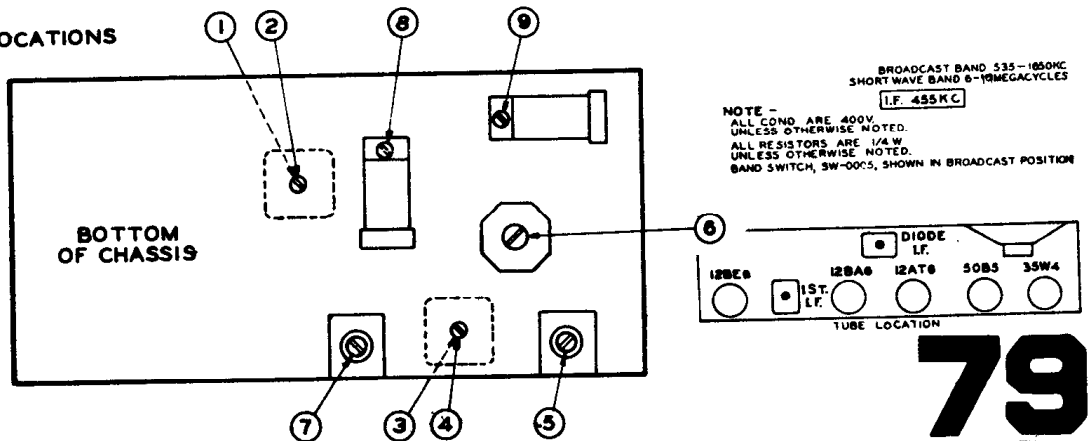 OCATIONS
1
2
8
9
BOTTOM
OF CHASSIS
6
7
3
4
5
BROADCAST BAND 535-1650KC
SHORT WAVE BAND 6-19MEGACYCLES
I.F. 455KC
NOTE -
ALL COND. ARE 400V.
UNLESS OTHERWISE NOTED.
ALL RESISTORS ARE 1/4 W
UNLESS OTHERWISE NOTED.
BAND SWITCH, SHOWN IN BROADCAST POSITION
DIODE
I.F.
12BE6
1ST.
I.F.
12BA6
12AT6
50B5
35W4
TUBE LOCATION
79